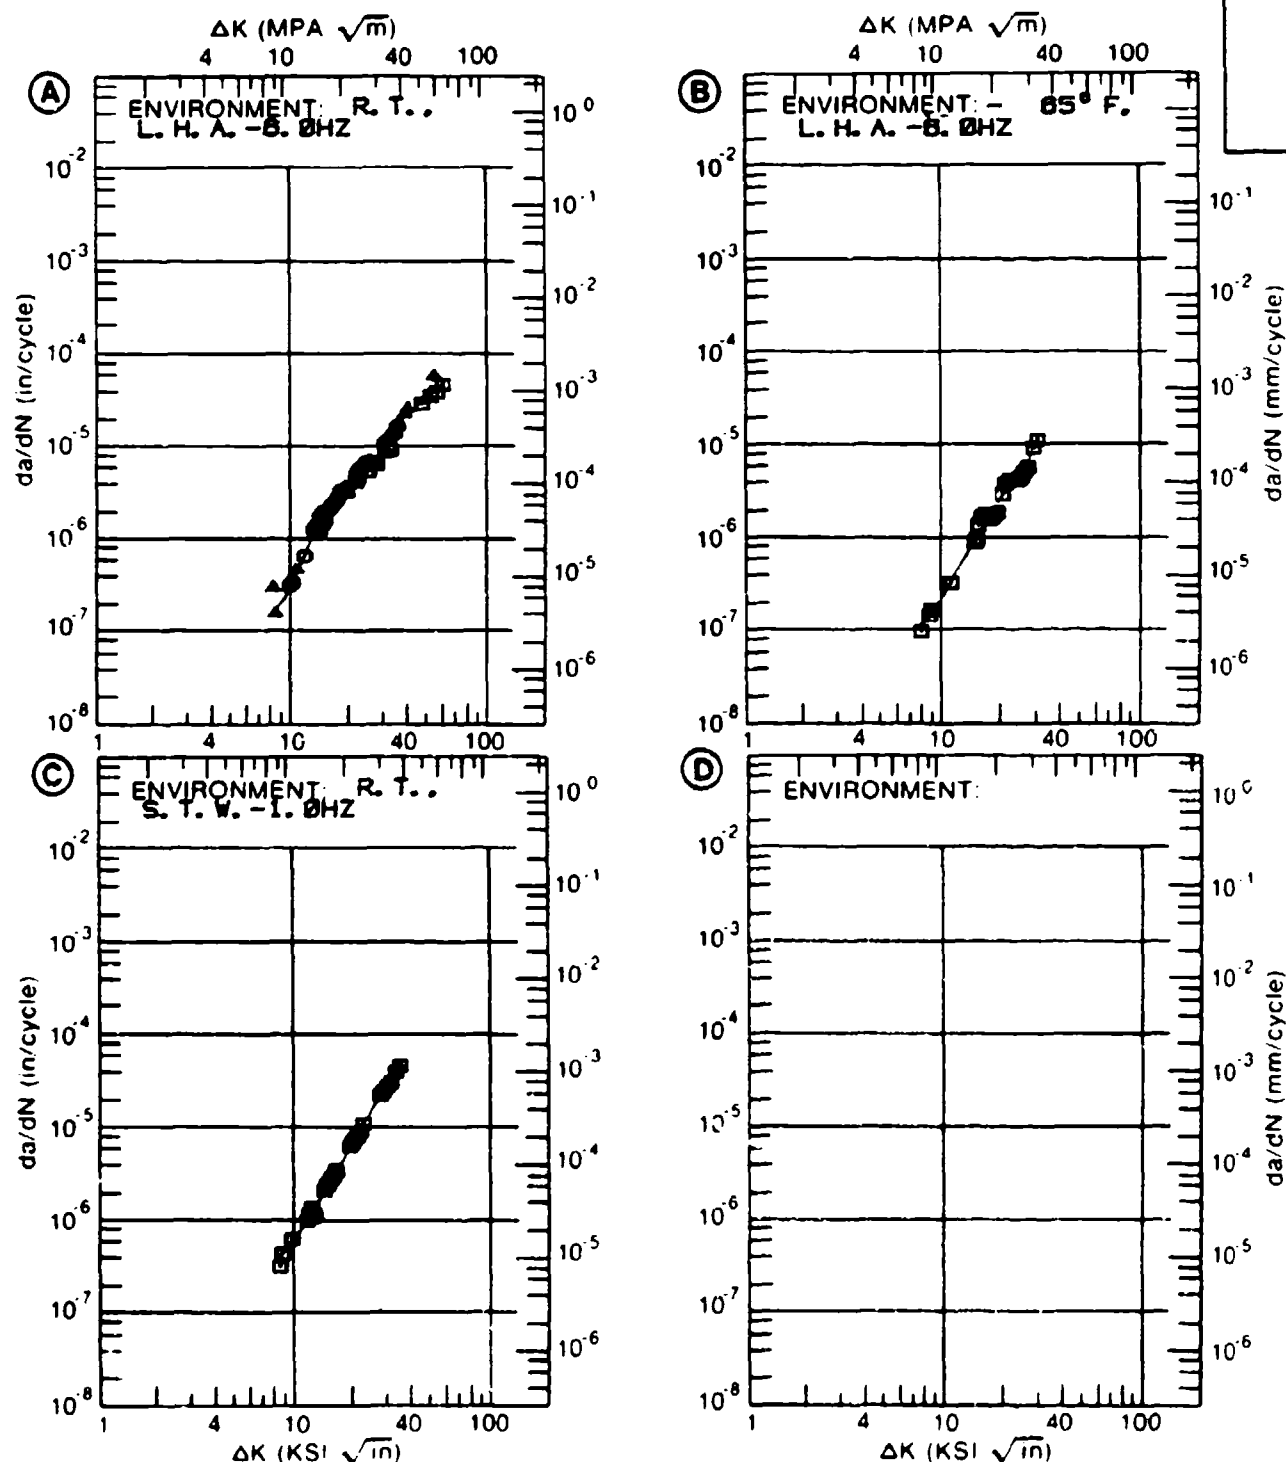 ΔK (MPA √m)
4 10 40 100
A
ENVIRONMENT: R. T. ,
L. H. A. -6. 0HZ
10^0
10^-2
10^-1
10^-3
10^-2
10^-4
10^-3
10^-5
10^-4
10^-6
10^-5
10^-7
10^-6
10^-8
1 4 10 40 100
da/dN (in/cycle)
ΔK (MPA √m)
4 10 40 100
B
ENVIRONMENT: - 65° F.
L. H. A. -6. 0HZ
10^-2
10^-1
10^-3
10^-2
10^-4
10^-3
10^-5
10^-4
10^-6
10^-5
10^-7
10^-6
10^-8
1 4 10 40 100
da/dN (mm/cycle)
C
ENVIRONMENT: R. T. ,
S. T. W. -1. 0HZ
10^0
10^-2
10^-1
10^-3
10^-2
10^-4
10^-3
10^-5
10^-4
10^-6
10^-5
10^-7
10^-6
10^-8
1 4 10 40 100
da/dN (in/cycle)
ΔK (KSI √in)
D
ENVIRONMENT:
10^0
10^-2
10^-1
10^-3
10^-2
10^-4
10^-3
10^-5
10^-4
10^-6
10^-5
10^-7
10^-6
10^-8
1 4 10 40 100
da/dN (mm/cycle)
ΔK (KSI √in)